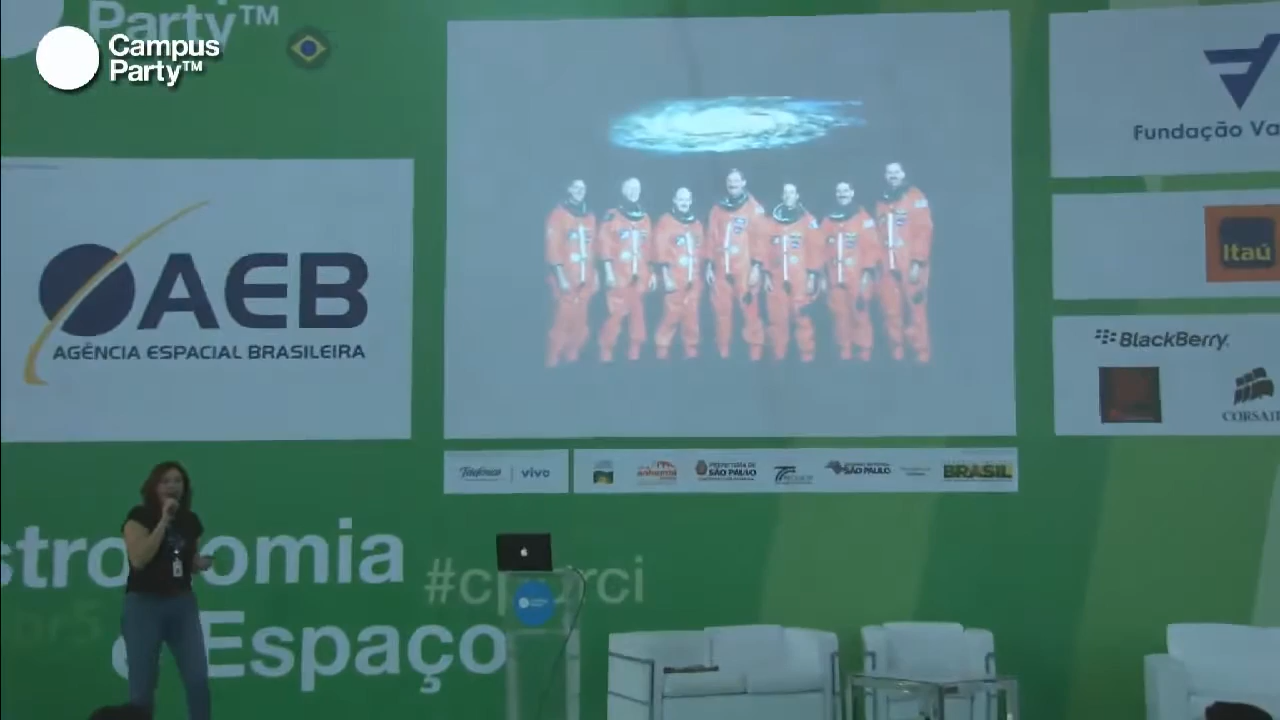 Party™
Campus
Party™
Fundação Va
AEB
AGÊNCIA ESPACIAL BRASILEIRA
Itaú
BlackBerry
CORSAIR
Telefónica | vivo
PREFEITURA DE
SÃO PAULO
SÃO PAULO
BRASIL
stronomia
#cp
rci
e Espaço